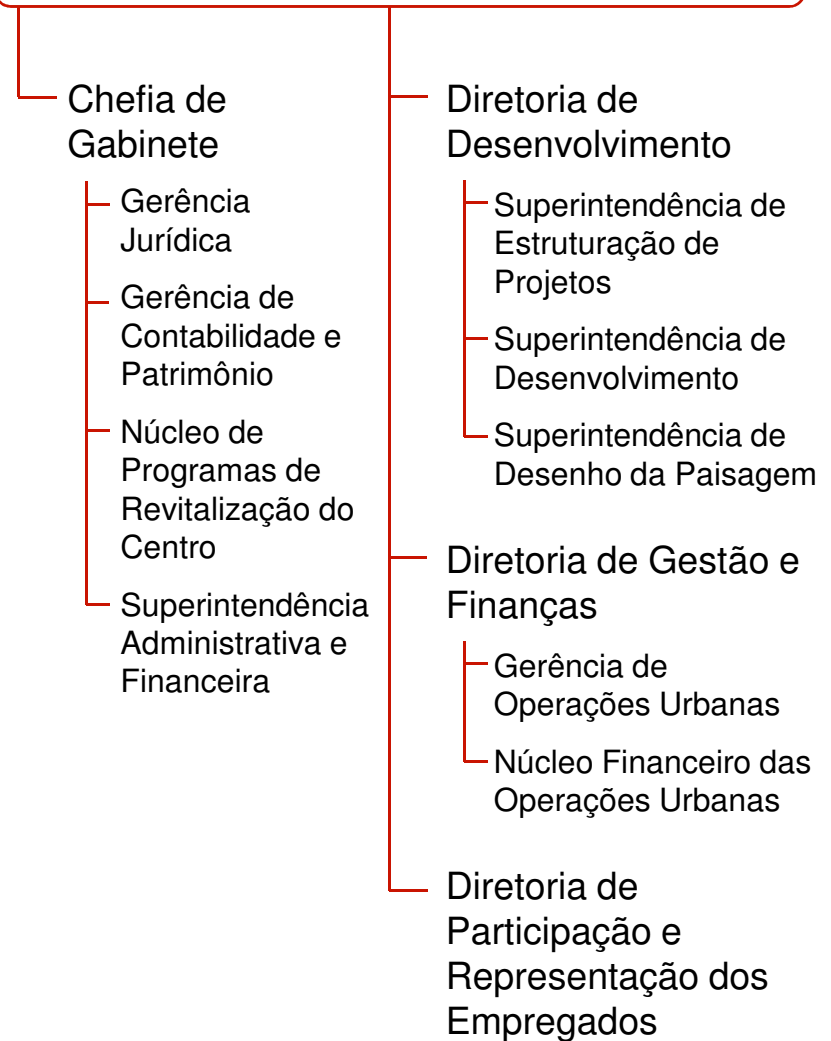 Chefia de
Gabinete
Gerência
Jurídica
Gerência de
Contabilidade e
Patrimônio
Núcleo de
Programas de
Revitalização do
Centro
Superintendência
Administrativa e
Financeira
Diretoria de
Desenvolvimento
Superintendência de
Estruturação de
Projetos
Superintendência de
Desenvolvimento
Superintendência de
Desenho da Paisagem
Diretoria de Gestão e
Finanças
Gerência de
Operações Urbanas
Núcleo Financeiro das
Operações Urbanas
Diretoria de
Participação e
Representação dos
Empregados